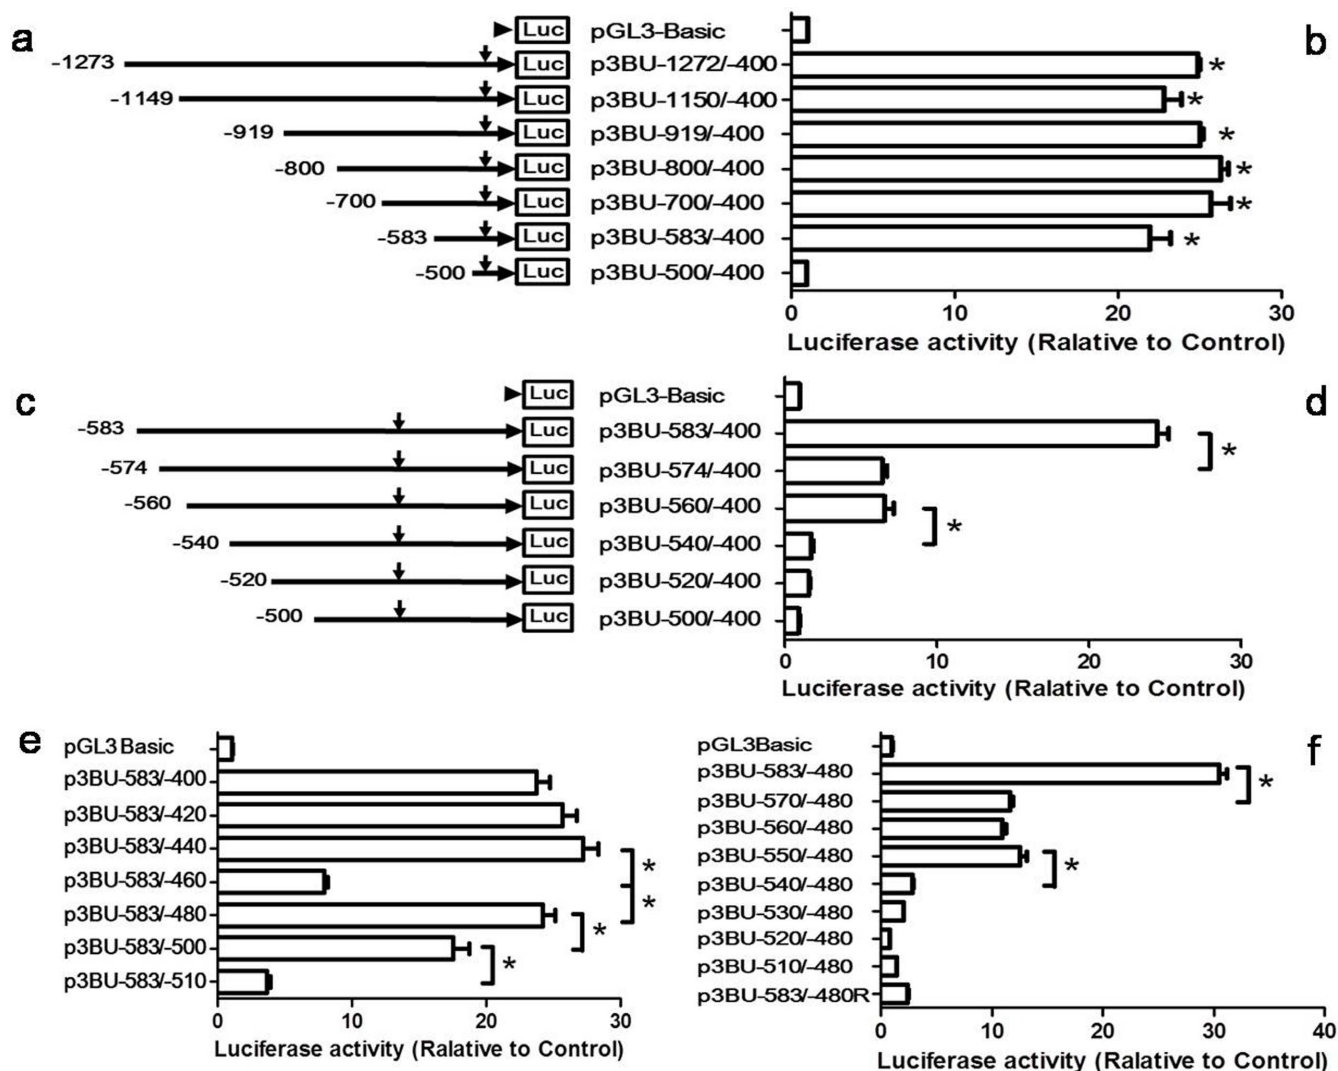 a
b
Luc pGL3-Basic
-1273 Luc p3BU-1272/-400 *
-1149 Luc p3BU-1150/-400 *
-919 Luc p3BU-919/-400 *
-800 Luc p3BU-800/-400 *
-700 Luc p3BU-700/-400 *
-583 Luc p3BU-583/-400 *
-500 Luc p3BU-500/-400
0 10 20 30
Luciferase activity (Ralative to Control)
c
d
Luc pGL3-Basic
-583 Luc p3BU-583/-400
*
-574 Luc p3BU-574/-400
-560 Luc p3BU-560/-400
*
-540 Luc p3BU-540/-400
-520 Luc p3BU-520/-400
-500 Luc p3BU-500/-400
0 10 20 30
Luciferase activity (Ralative to Control)
e
pGL3 Basic
p3BU-583/-400
p3BU-583/-420
p3BU-583/-440
*
p3BU-583/-460
*
p3BU-583/-480
*
p3BU-583/-500
*
p3BU-583/-510
0 10 20 30
Luciferase activity (Ralative to Control)
f
pGL3Basic
p3BU-583/-480
*
p3BU-570/-480
p3BU-560/-480
p3BU-550/-480
*
p3BU-540/-480
p3BU-530/-480
p3BU-520/-480
p3BU-510/-480
p3BU-583/-480R
0 10 20 30 40
Luciferase activity (Ralative to Control)